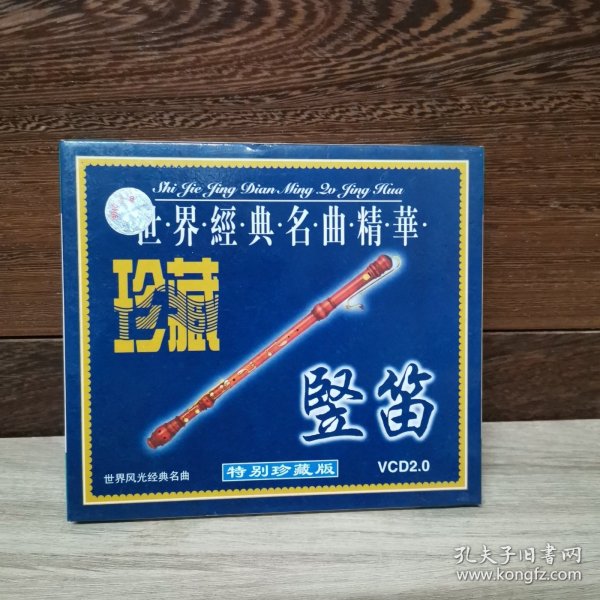 Shi Jie Jing Dian Ming Qv Jing Hua
世·界·經·典·名·曲·精·華·
珍藏
竪笛
世界风光经典名曲
特别珍藏版
VCD2.0
孔夫子旧书网
www.kongfz.com